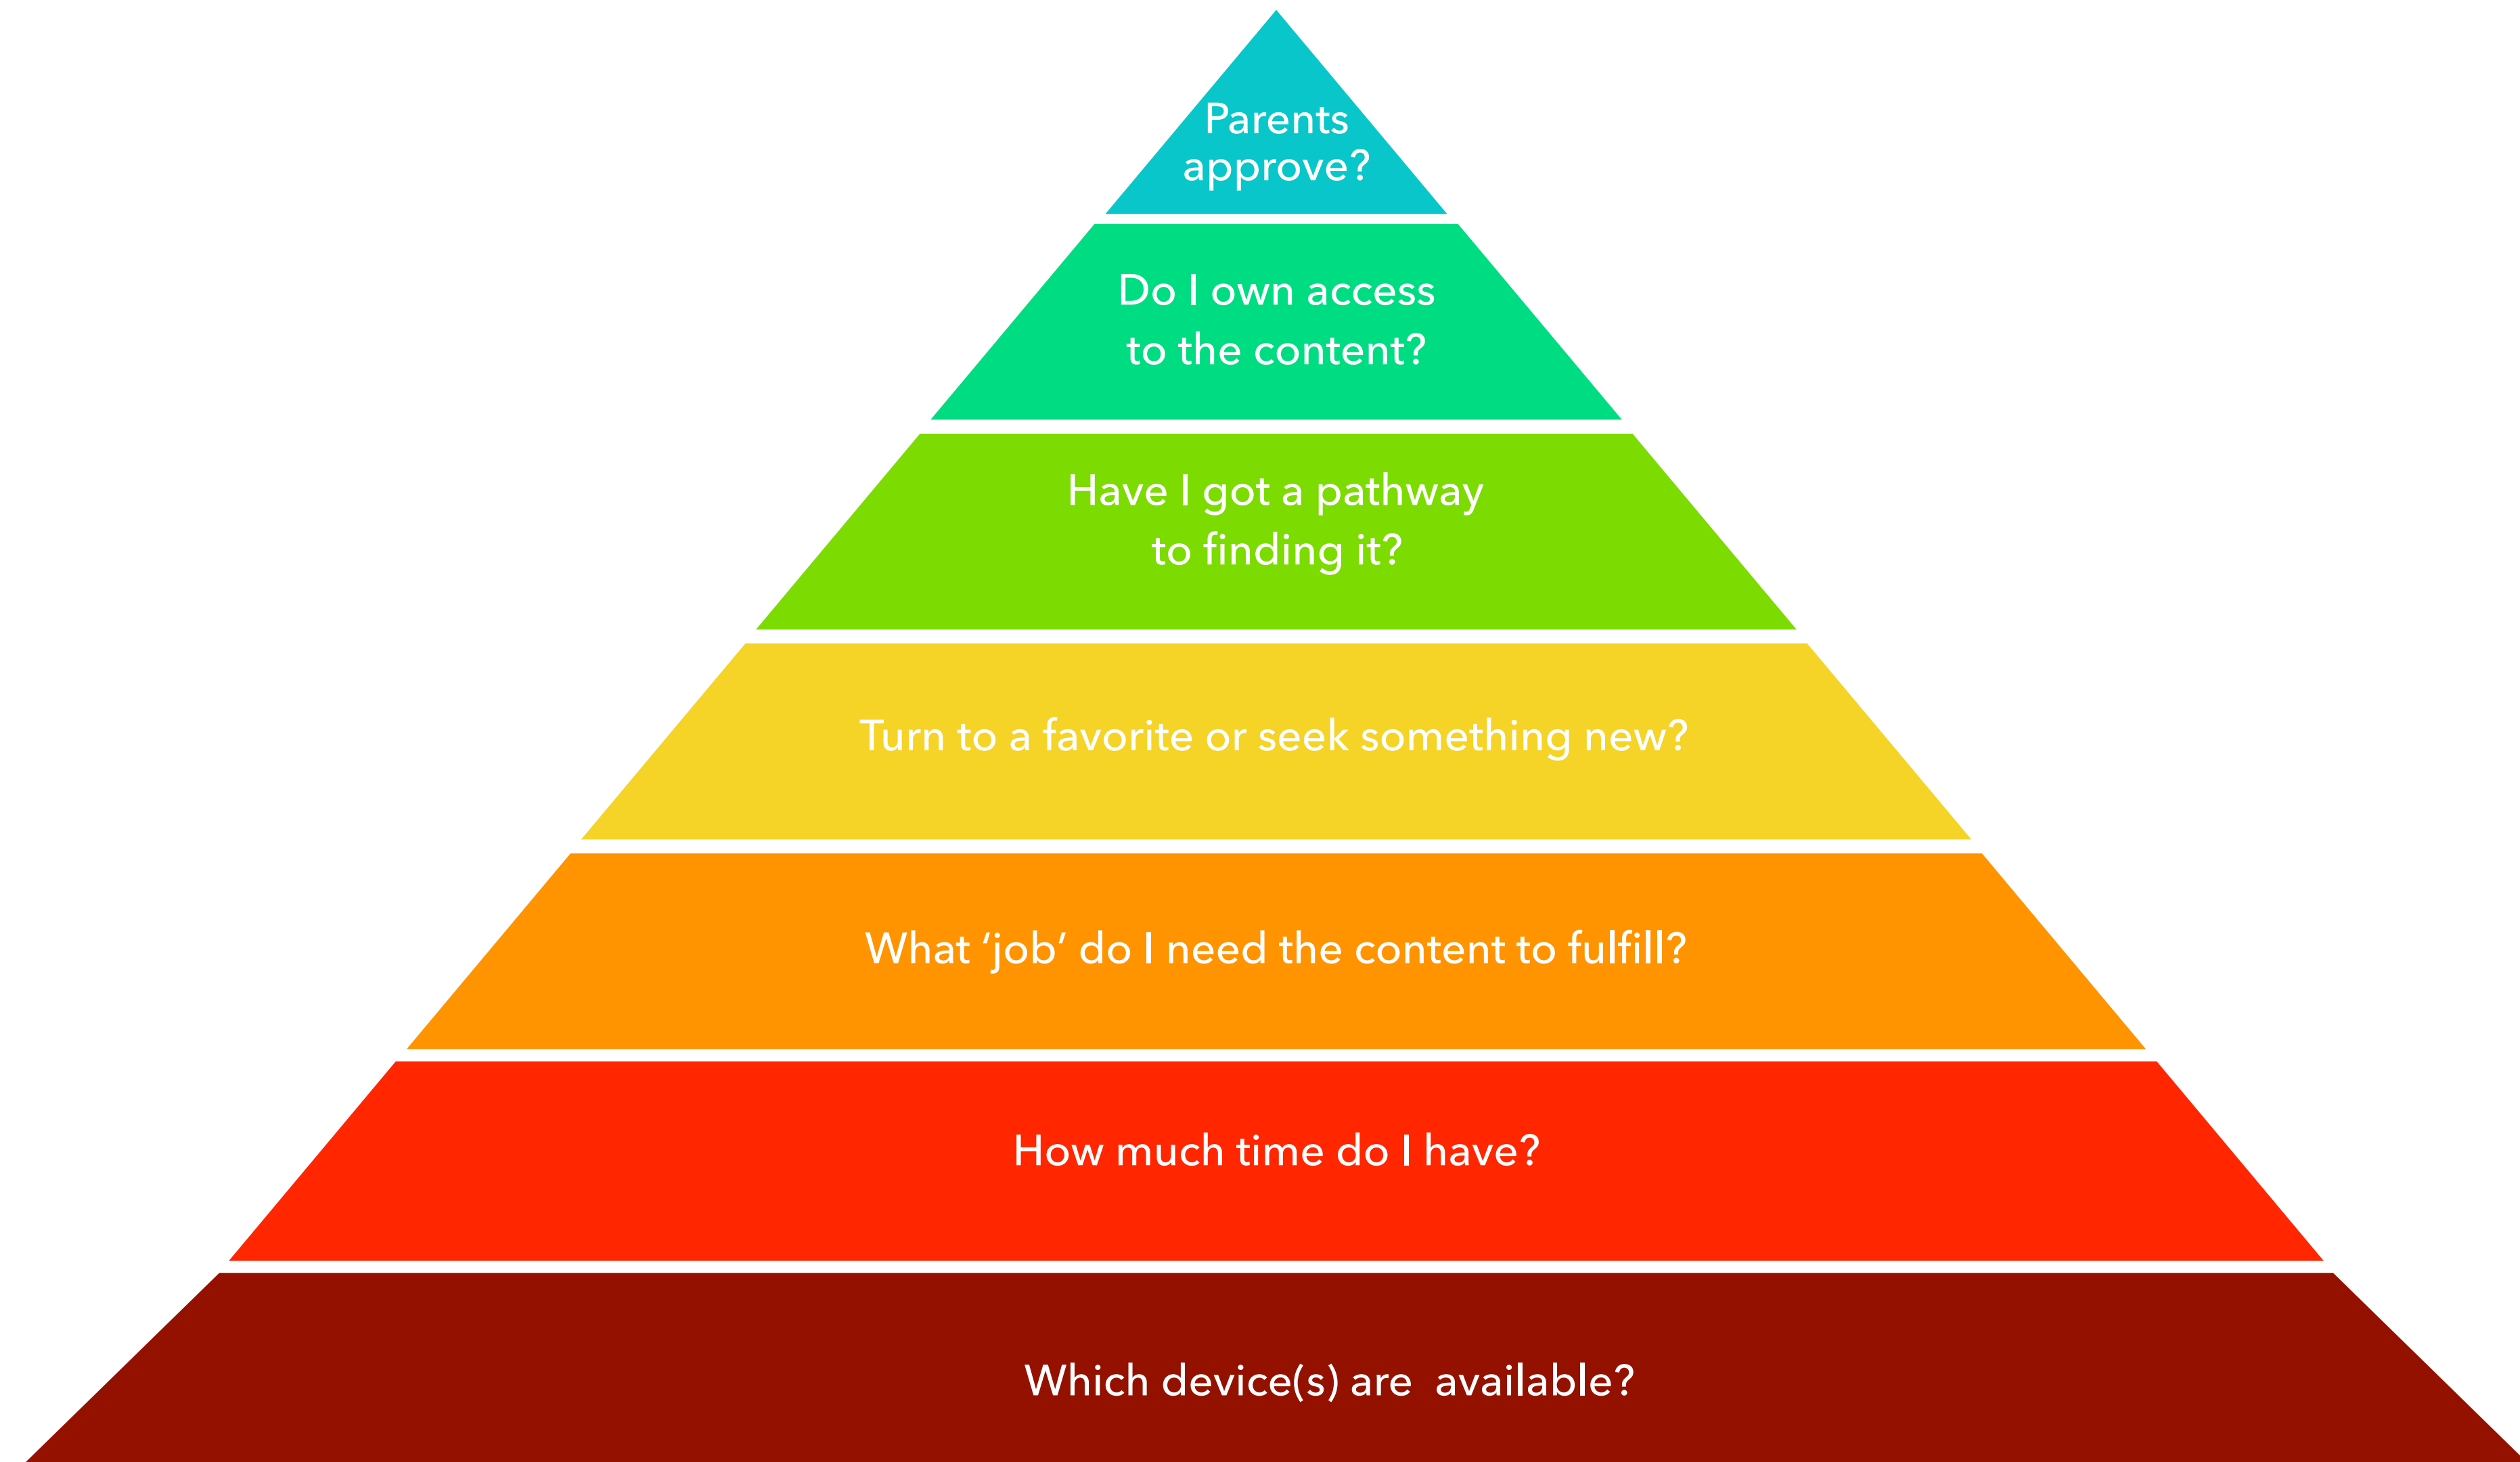 Parents
approve?
Do I own access
to the content?
Have I got a pathway
to finding it?
Turn to a favorite or seek something new?
What ‘job’ do I need the content to fulfill?
How much time do I have?
Which device(s) are  available?